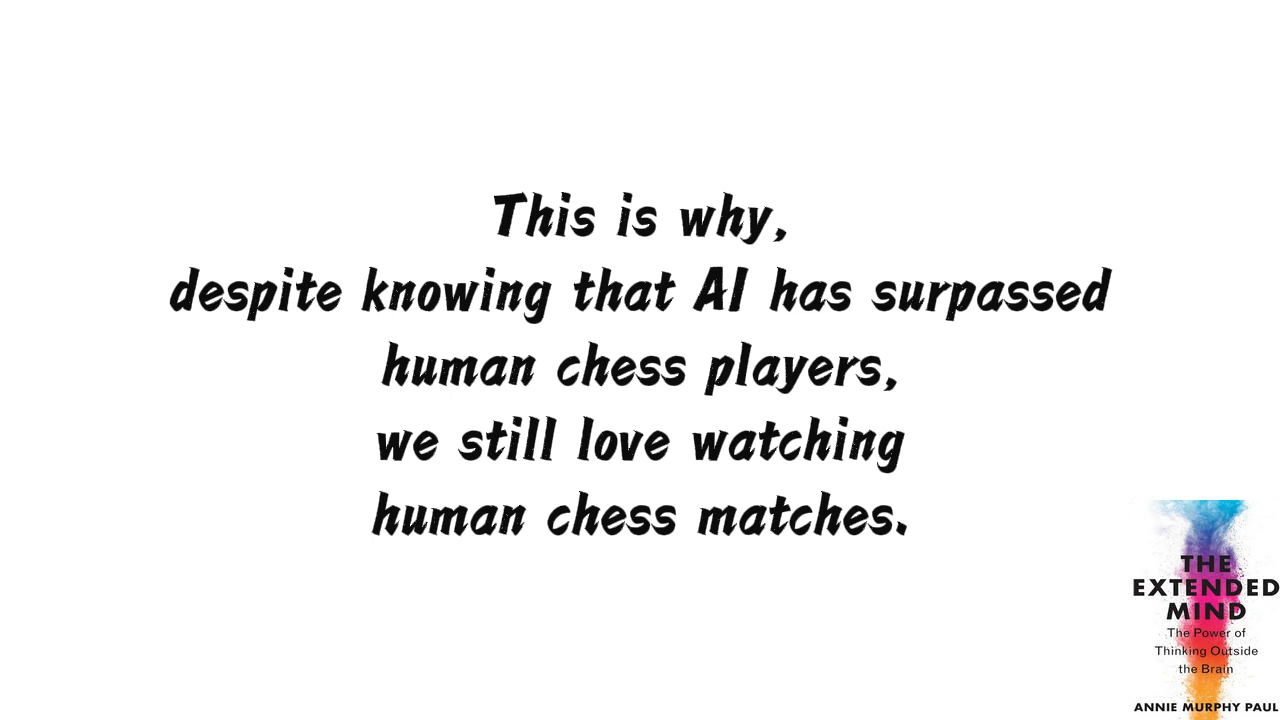 This is why,
despite knowing that AI has surpassed
human chess players,
we still love watching
human chess matches.
THE
EXTENDED
MIND
The Power of
Thinking Outside
the Brain
ANNIE MURPHY PAUL